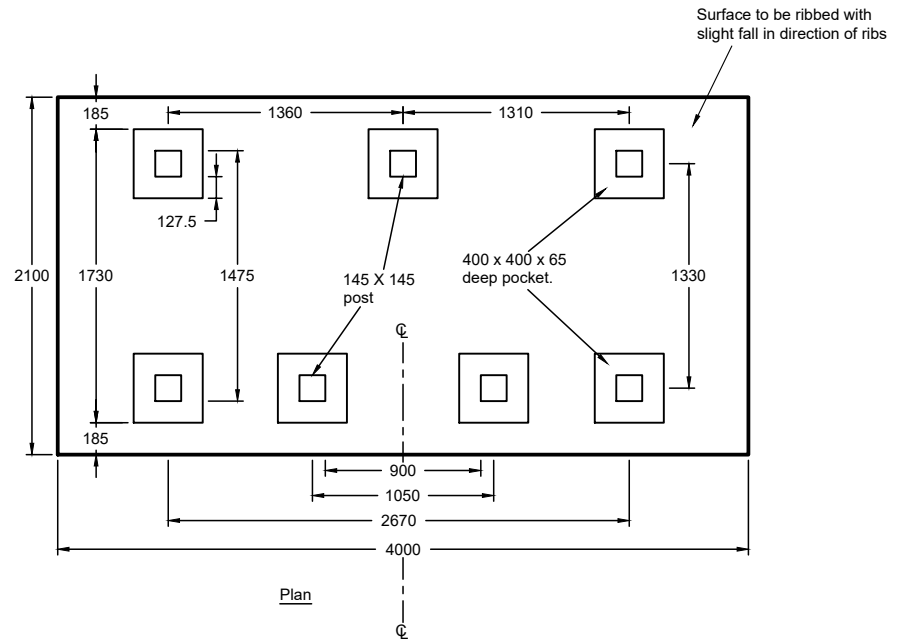 Surface to be ribbed with
slight fall in direction of ribs
185
1360
1310
127.5
2100
1730
1475
145 X 145
post
400 x 400 x 65
deep pocket.
1330
℄
185
900
1050
2670
4000
Plan
℄